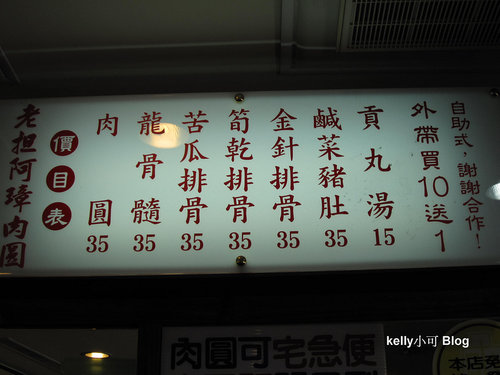 自助式，謝謝合作！
外帶買10送1
貢丸湯 15
鹹菜豬肚 35
金針排骨 35
筍乾排骨 35
苦瓜排骨 35
龍骨髓 35
肉圓 35
價目表
老担阿璋肉圓
肉圓可宅急便
kelly小可 Blog
本店